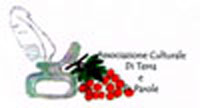 Associazione Culturale
Di Terra
e
Parole